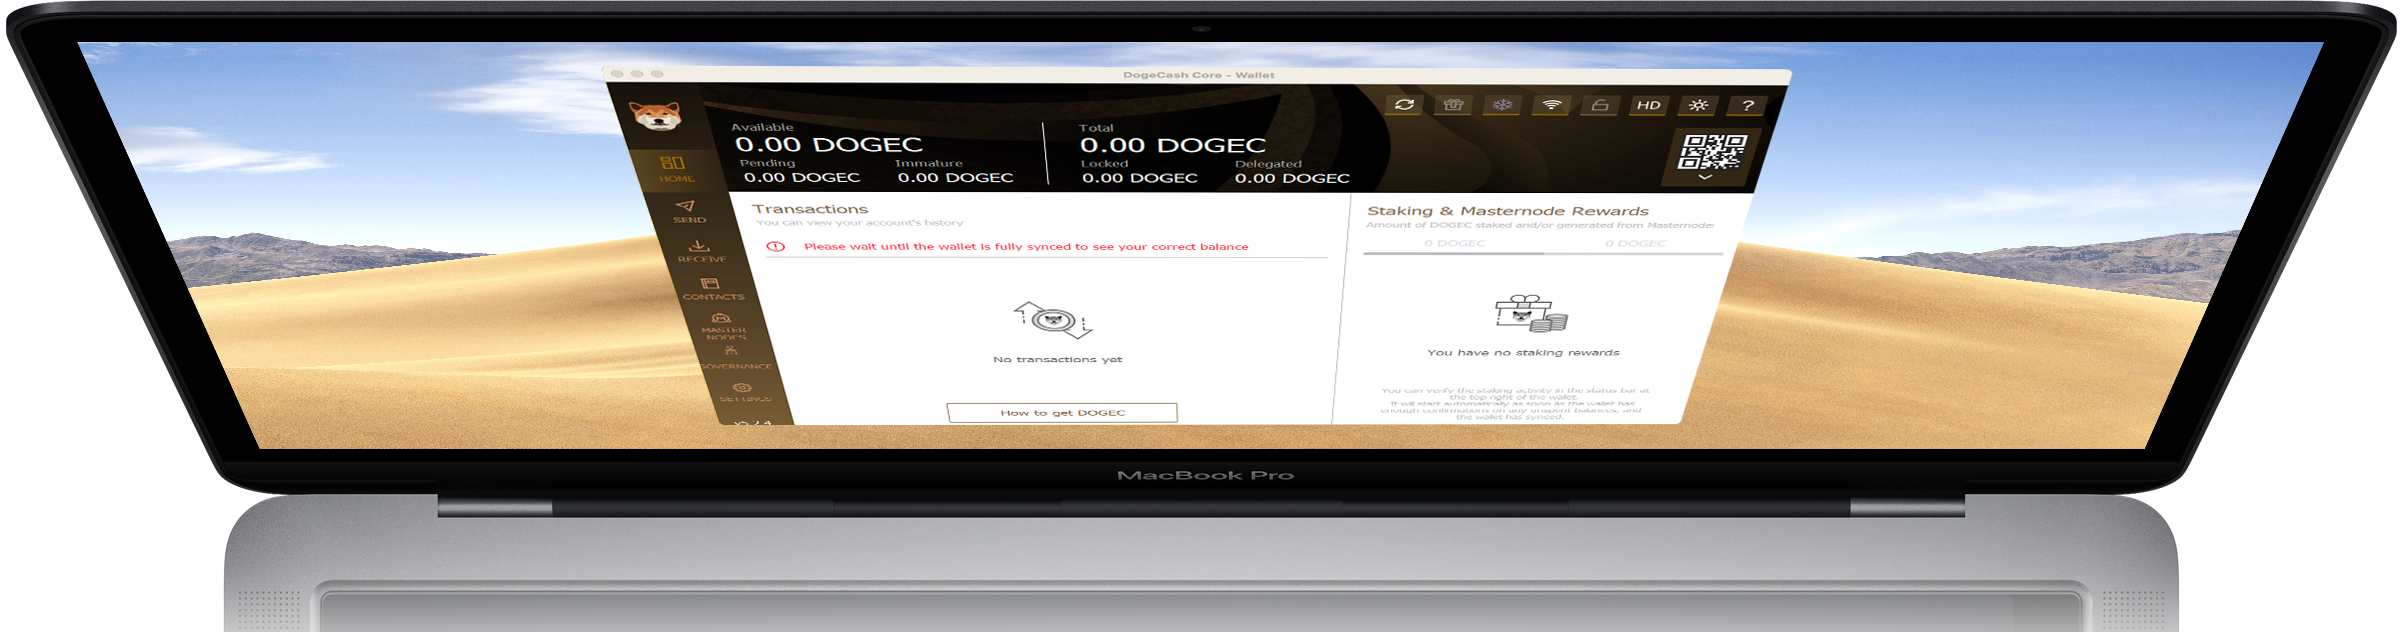 DogeCash Core - Wallet
HD ?
Available
0.00 DOGEC
Pending Immature
0.00 DOGEC 0.00 DOGEC
Total
0.00 DOGEC
Locked Delegated
0.00 DOGEC 0.00 DOGEC
HOME
SEND
RECEIVE
CONTACTS
MASTER
NODES
GOVERNANCE
SETTINGS
v5.2.4
Transactions
You can view your account's history
Please wait until the wallet is fully synced to see your correct balance
No transactions yet
How to get DOGEC
Staking & Masternode Rewards
Amount of DOGEC staked and/or generated from Masternodes
0 DOGEC 0 DOGEC
You have no staking rewards
You can verify the staking activity in the status bar at
the top right of the wallet.
It will start automatically as soon as the wallet has
enough confirmations on any unspent balances, and
the wallet has synced.
MacBook Pro